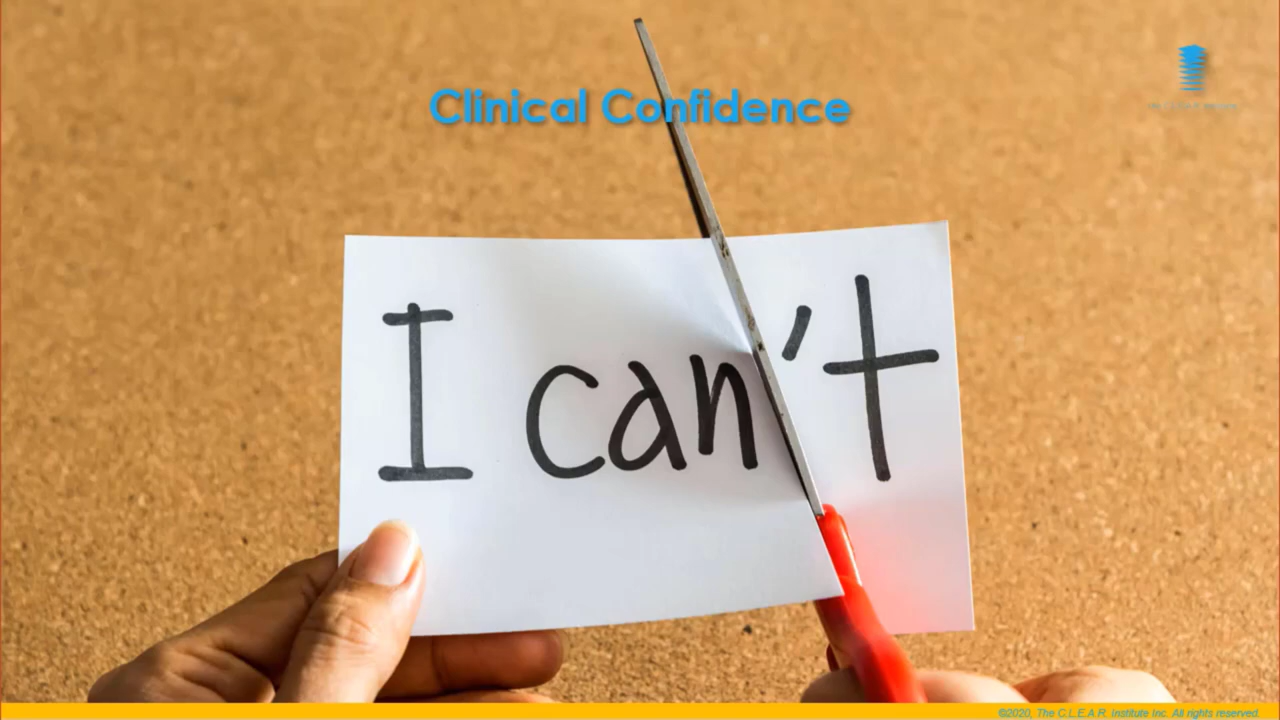 Clinical Confidence
I can't
©2020, The C.L.E.A.R. Institute Inc. All rights reserved.